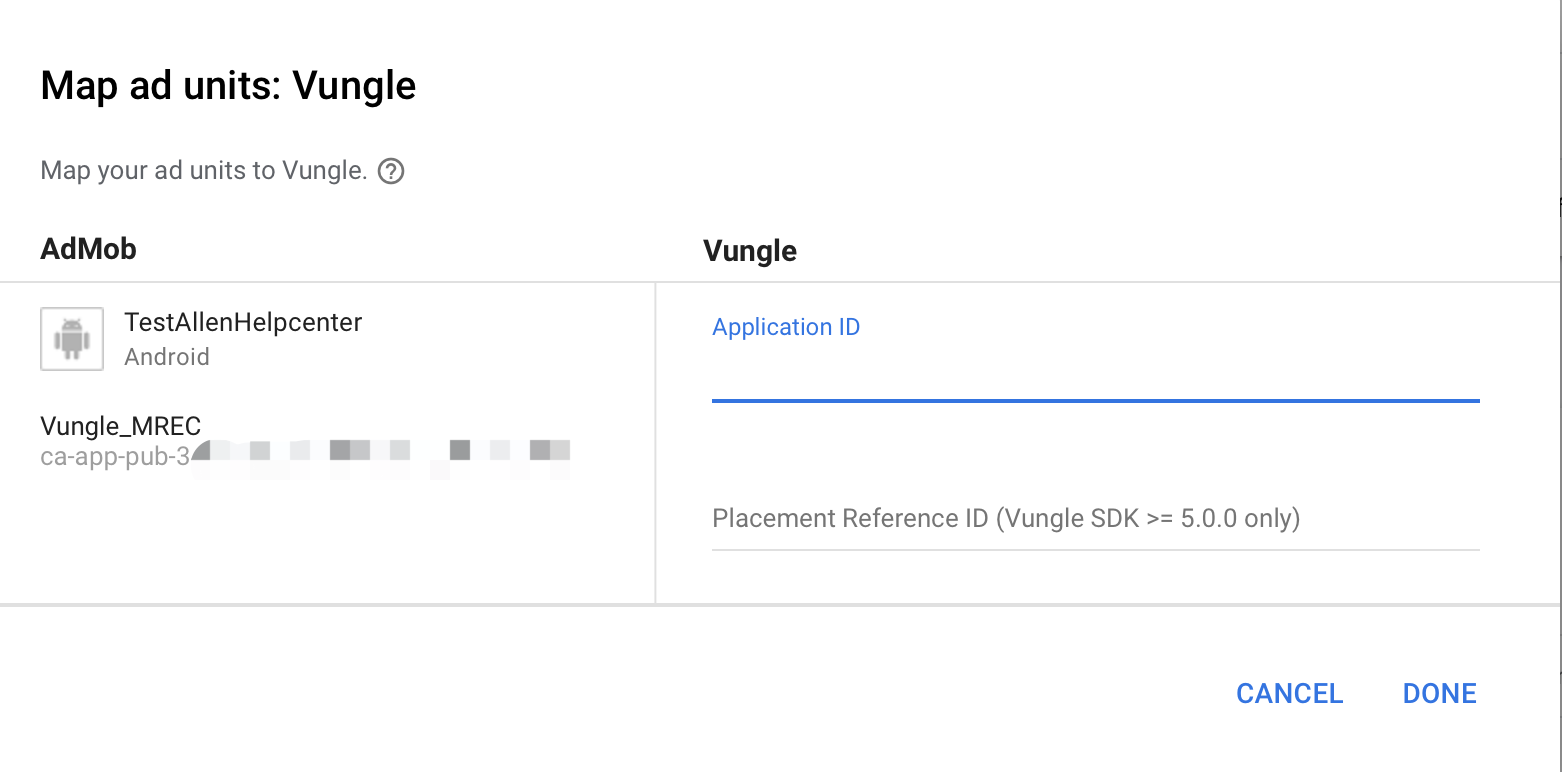 Map ad units: Vungle
Map your ad units to Vungle. ?
AdMob
Vungle
TestAllenHelpcenter
Android
Vungle_MREC
ca-app-pub-3
Application ID
Placement Reference ID (Vungle SDK >= 5.0.0 only)
CANCEL DONE